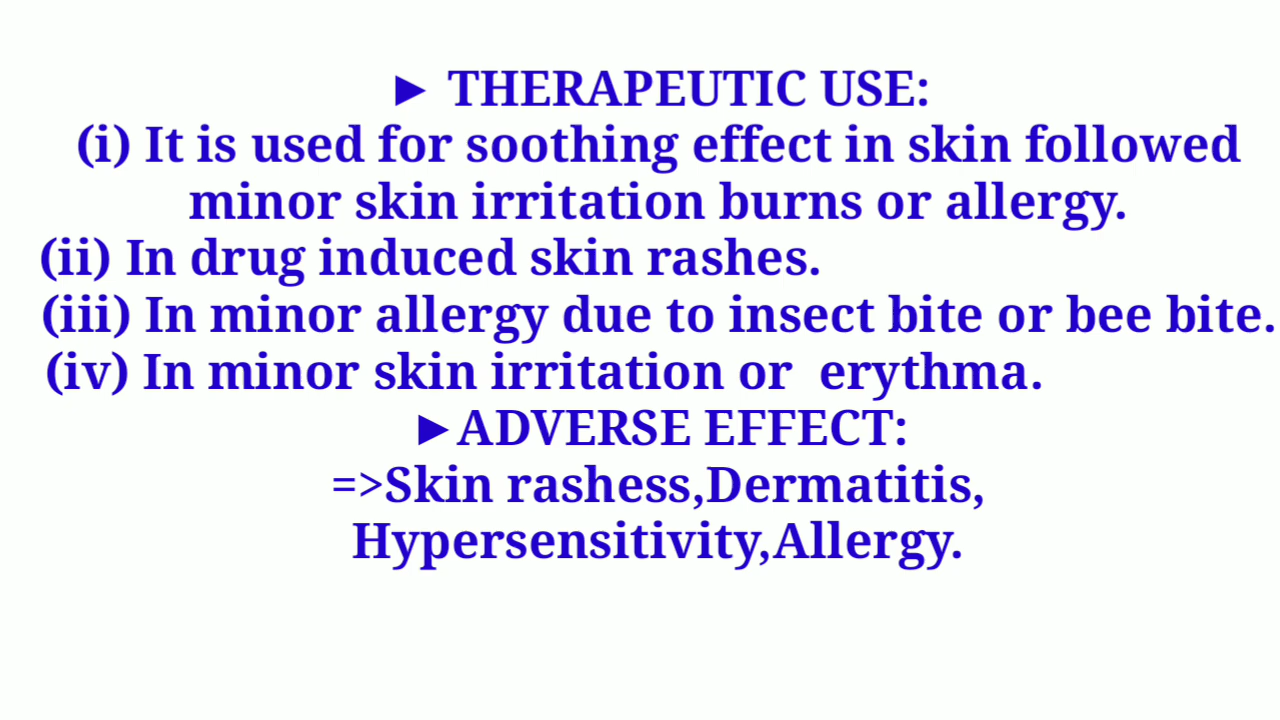 ► THERAPEUTIC USE:
(i) It is used for soothing effect in skin followed
minor skin irritation burns or allergy.
(ii) In drug induced skin rashes.
(iii) In minor allergy due to insect bite or bee bite.
(iv) In minor skin irritation or  erythma.
►ADVERSE EFFECT:
=>Skin rashess,Dermatitis,
Hypersensitivity,Allergy.